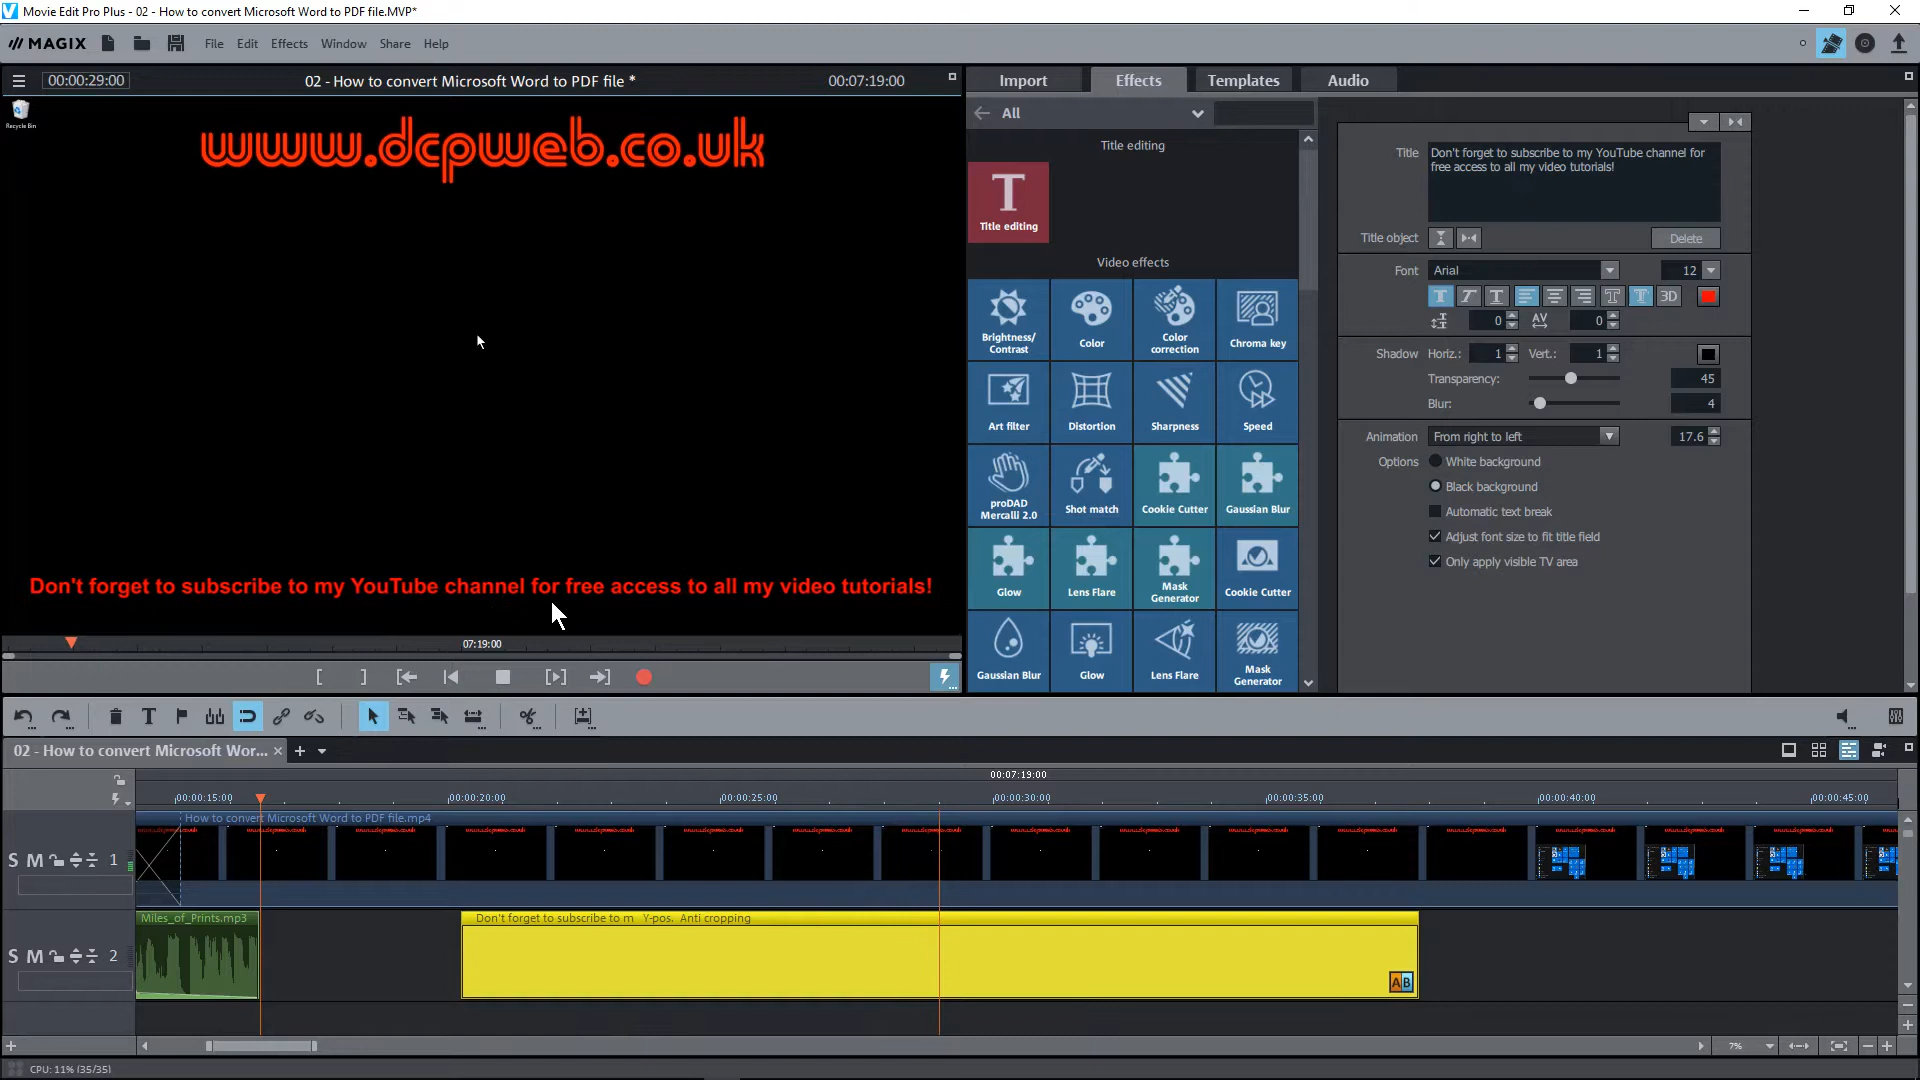 Movie Edit Pro Plus - 02 - How to convert Microsoft Word to PDF file.MVP*
MAGIX File Edit Effects Window Share Help
00:00:29:00 02 - How to convert Microsoft Word to PDF file * 00:07:19:00
Recycle Bin
www.dcpweb.co.uk
Don't forget to subscribe to my YouTube channel for free access to all my video tutorials!
07:19:00
Import Effects Templates Audio
All
Title editing
T
Title editing
Video effects
Brightness/
Contrast
Color
Color
correction
Chroma key
Art filter
Distortion
Sharpness
Speed
proDAD
Mercalli 2.0
Shot match
Cookie Cutter
Gaussian Blur
Glow
Lens Flare
Mask
Generator
Cookie Cutter
Gaussian Blur
Glow
Lens Flare
Mask
Generator
Title Don't forget to subscribe to my YouTube channel for
free access to all my video tutorials!
Title object Delete
Font Arial 12
T T T T T 3D
AV 0 0
Shadow Horiz.: 1 Vert.: 1
Transparency: 45
Blur: 4
Animation From right to left 17.6
Options White background
Black background
Automatic text break
Adjust font size to fit title field
Only apply visible TV area
02 - How to convert Microsoft Wor...
00:07:19:00
00:00:15:00 00:00:20:00 00:00:25:00 00:00:30:00 00:00:35:00 00:00:40:00 00:00:45:00
How to convert Microsoft Word to PDF file.mp4
S M 1
Miles_of_Prints.mp3
Don't forget to subscribe to m Y-pos. Anti cropping
S M 2
AB
7%
CPU: 11% (35/35)